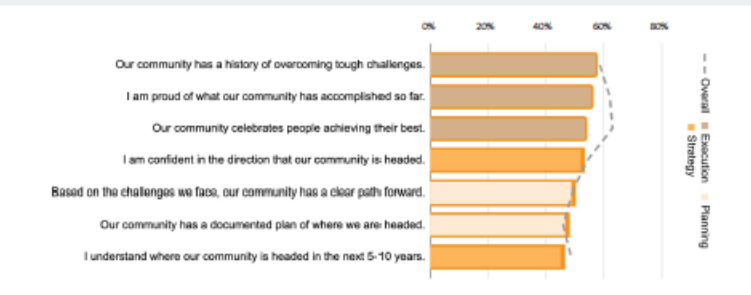 0% 20% 40% 60% 80%
Our community has a history of overcoming tough challenges.
I am proud of what our community has accomplished so far.
Our community celebrates people achieving their best.
I am confident in the direction that our community is headed.
Based on the challenges we face, our community has a clear path forward.
Our community has a documented plan of where we are headed.
I understand where our community is headed in the next 5-10 years.
Overall Execution Planning
Strategy